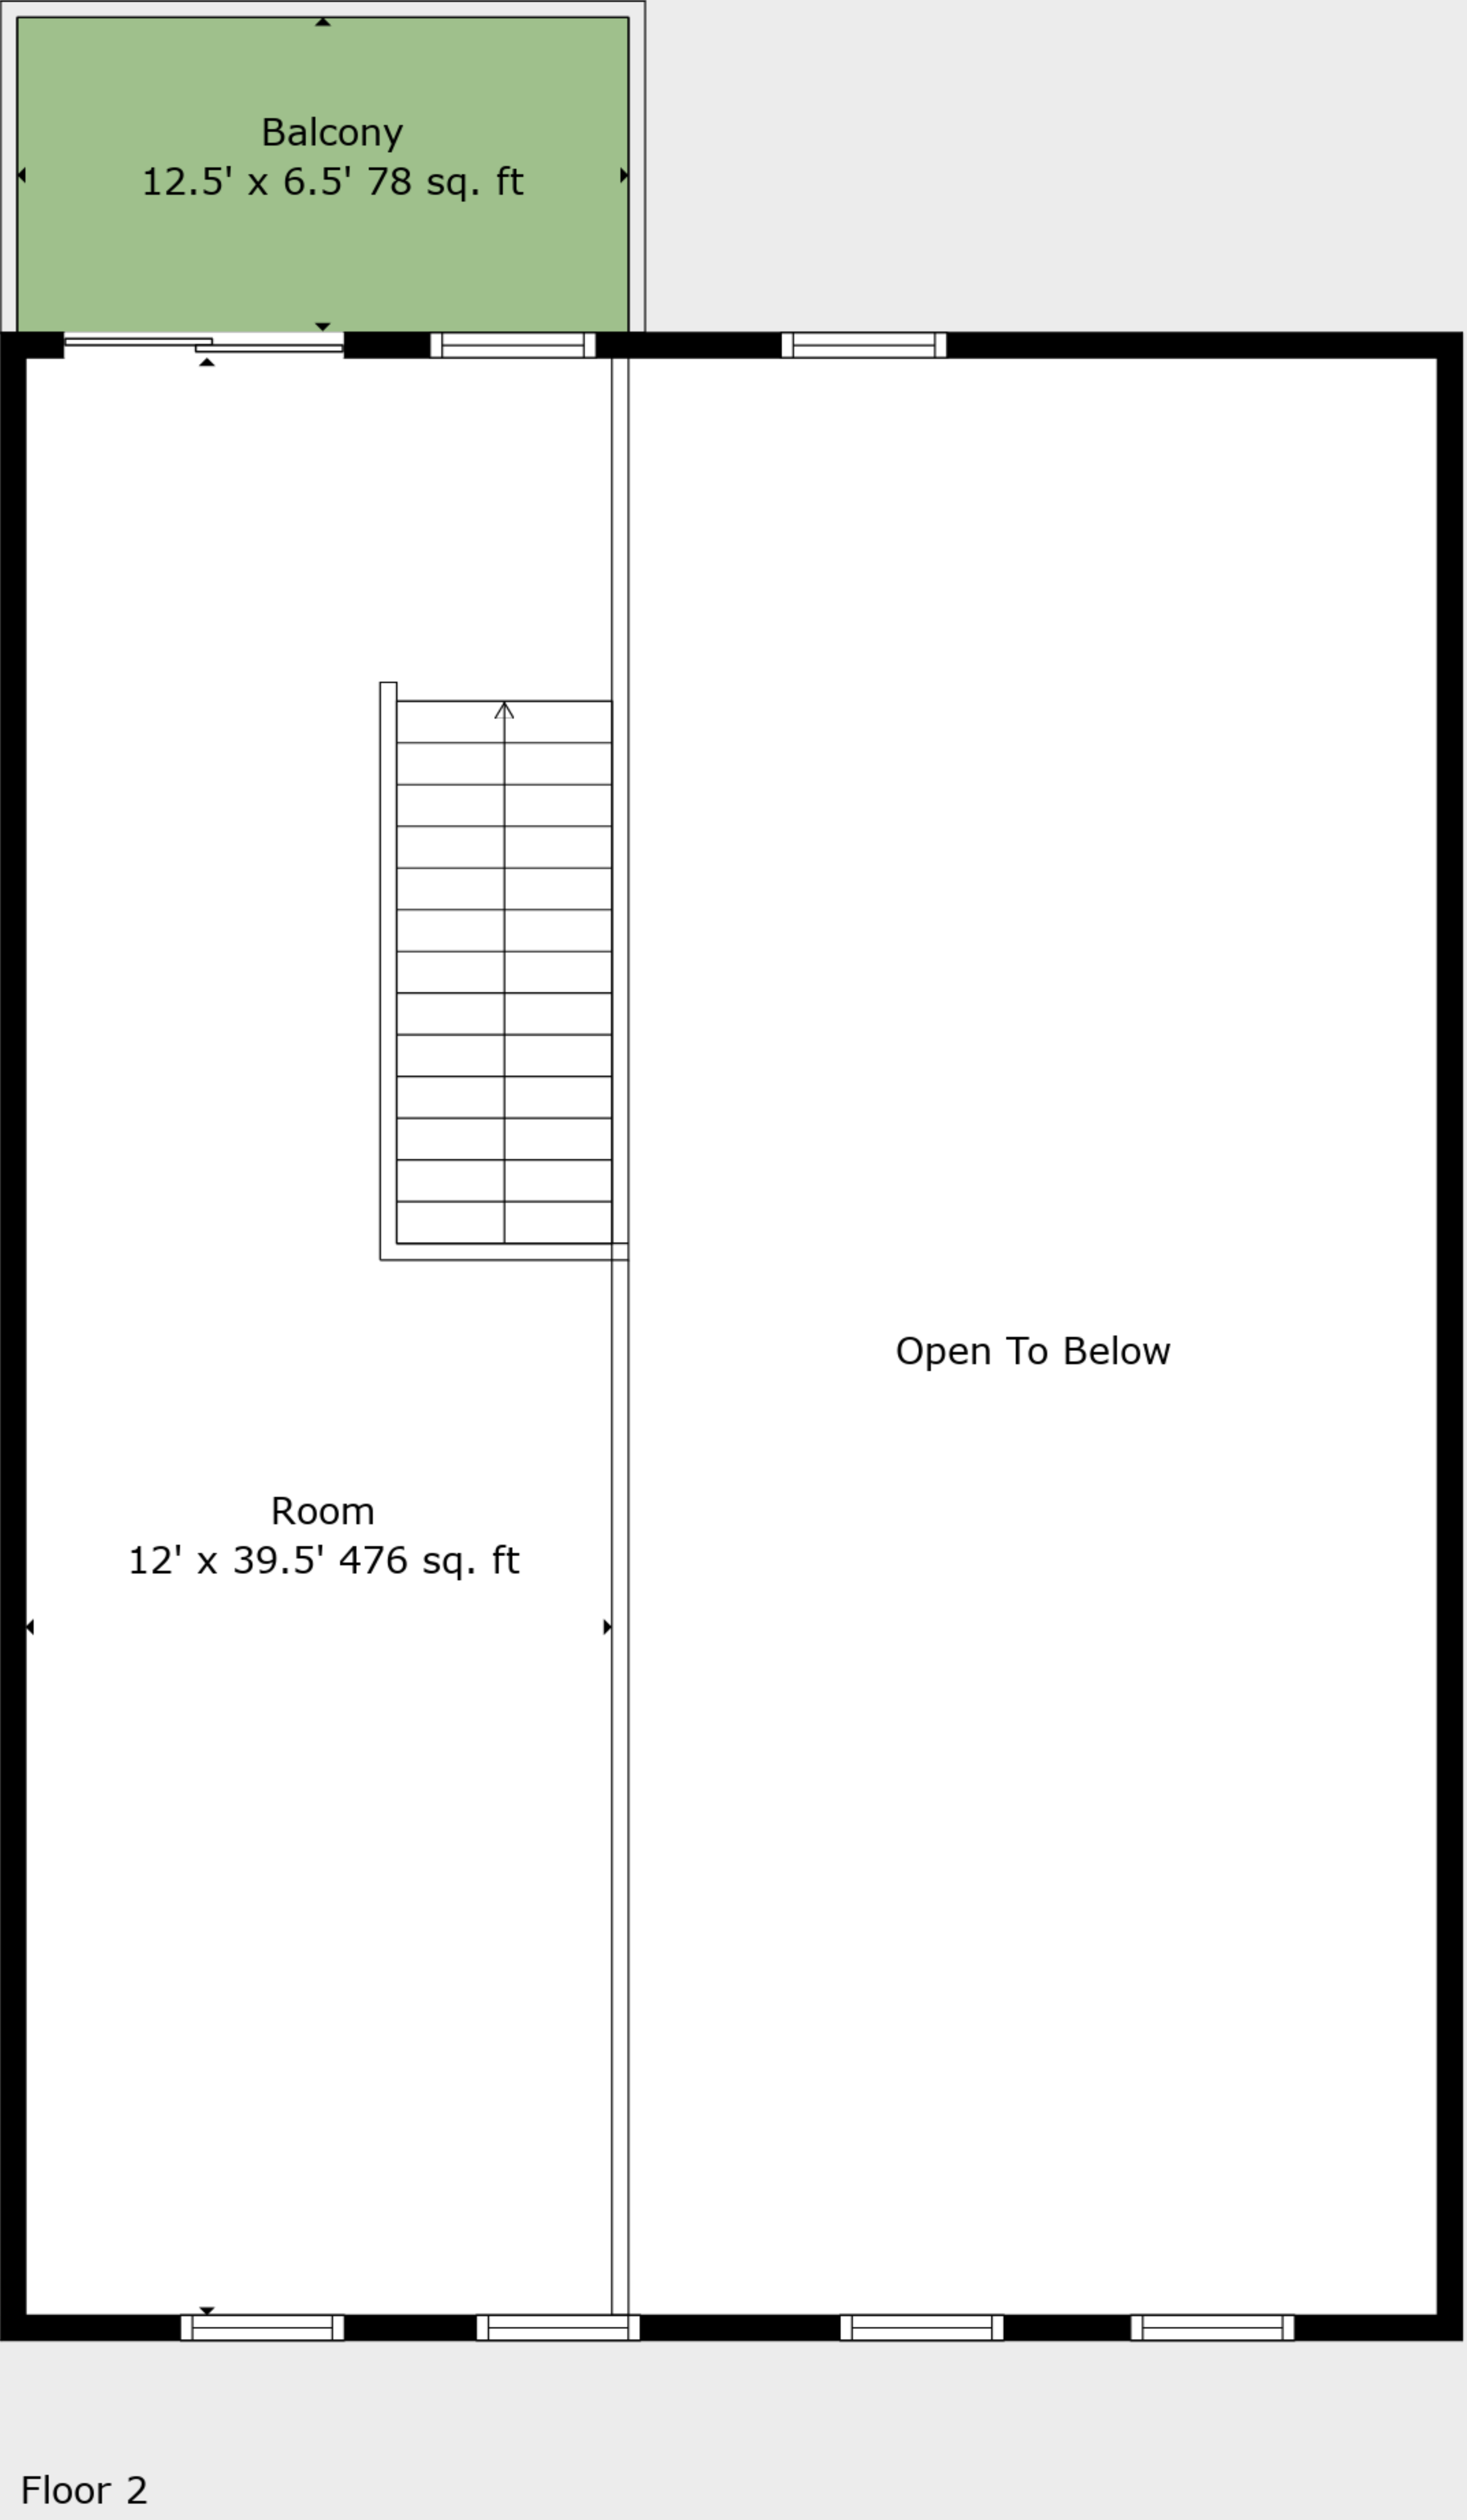 Balcony
12.5' x 6.5' 78 sq. ft
Open To Below
Room
12' x 39.5' 476 sq. ft
Floor 2